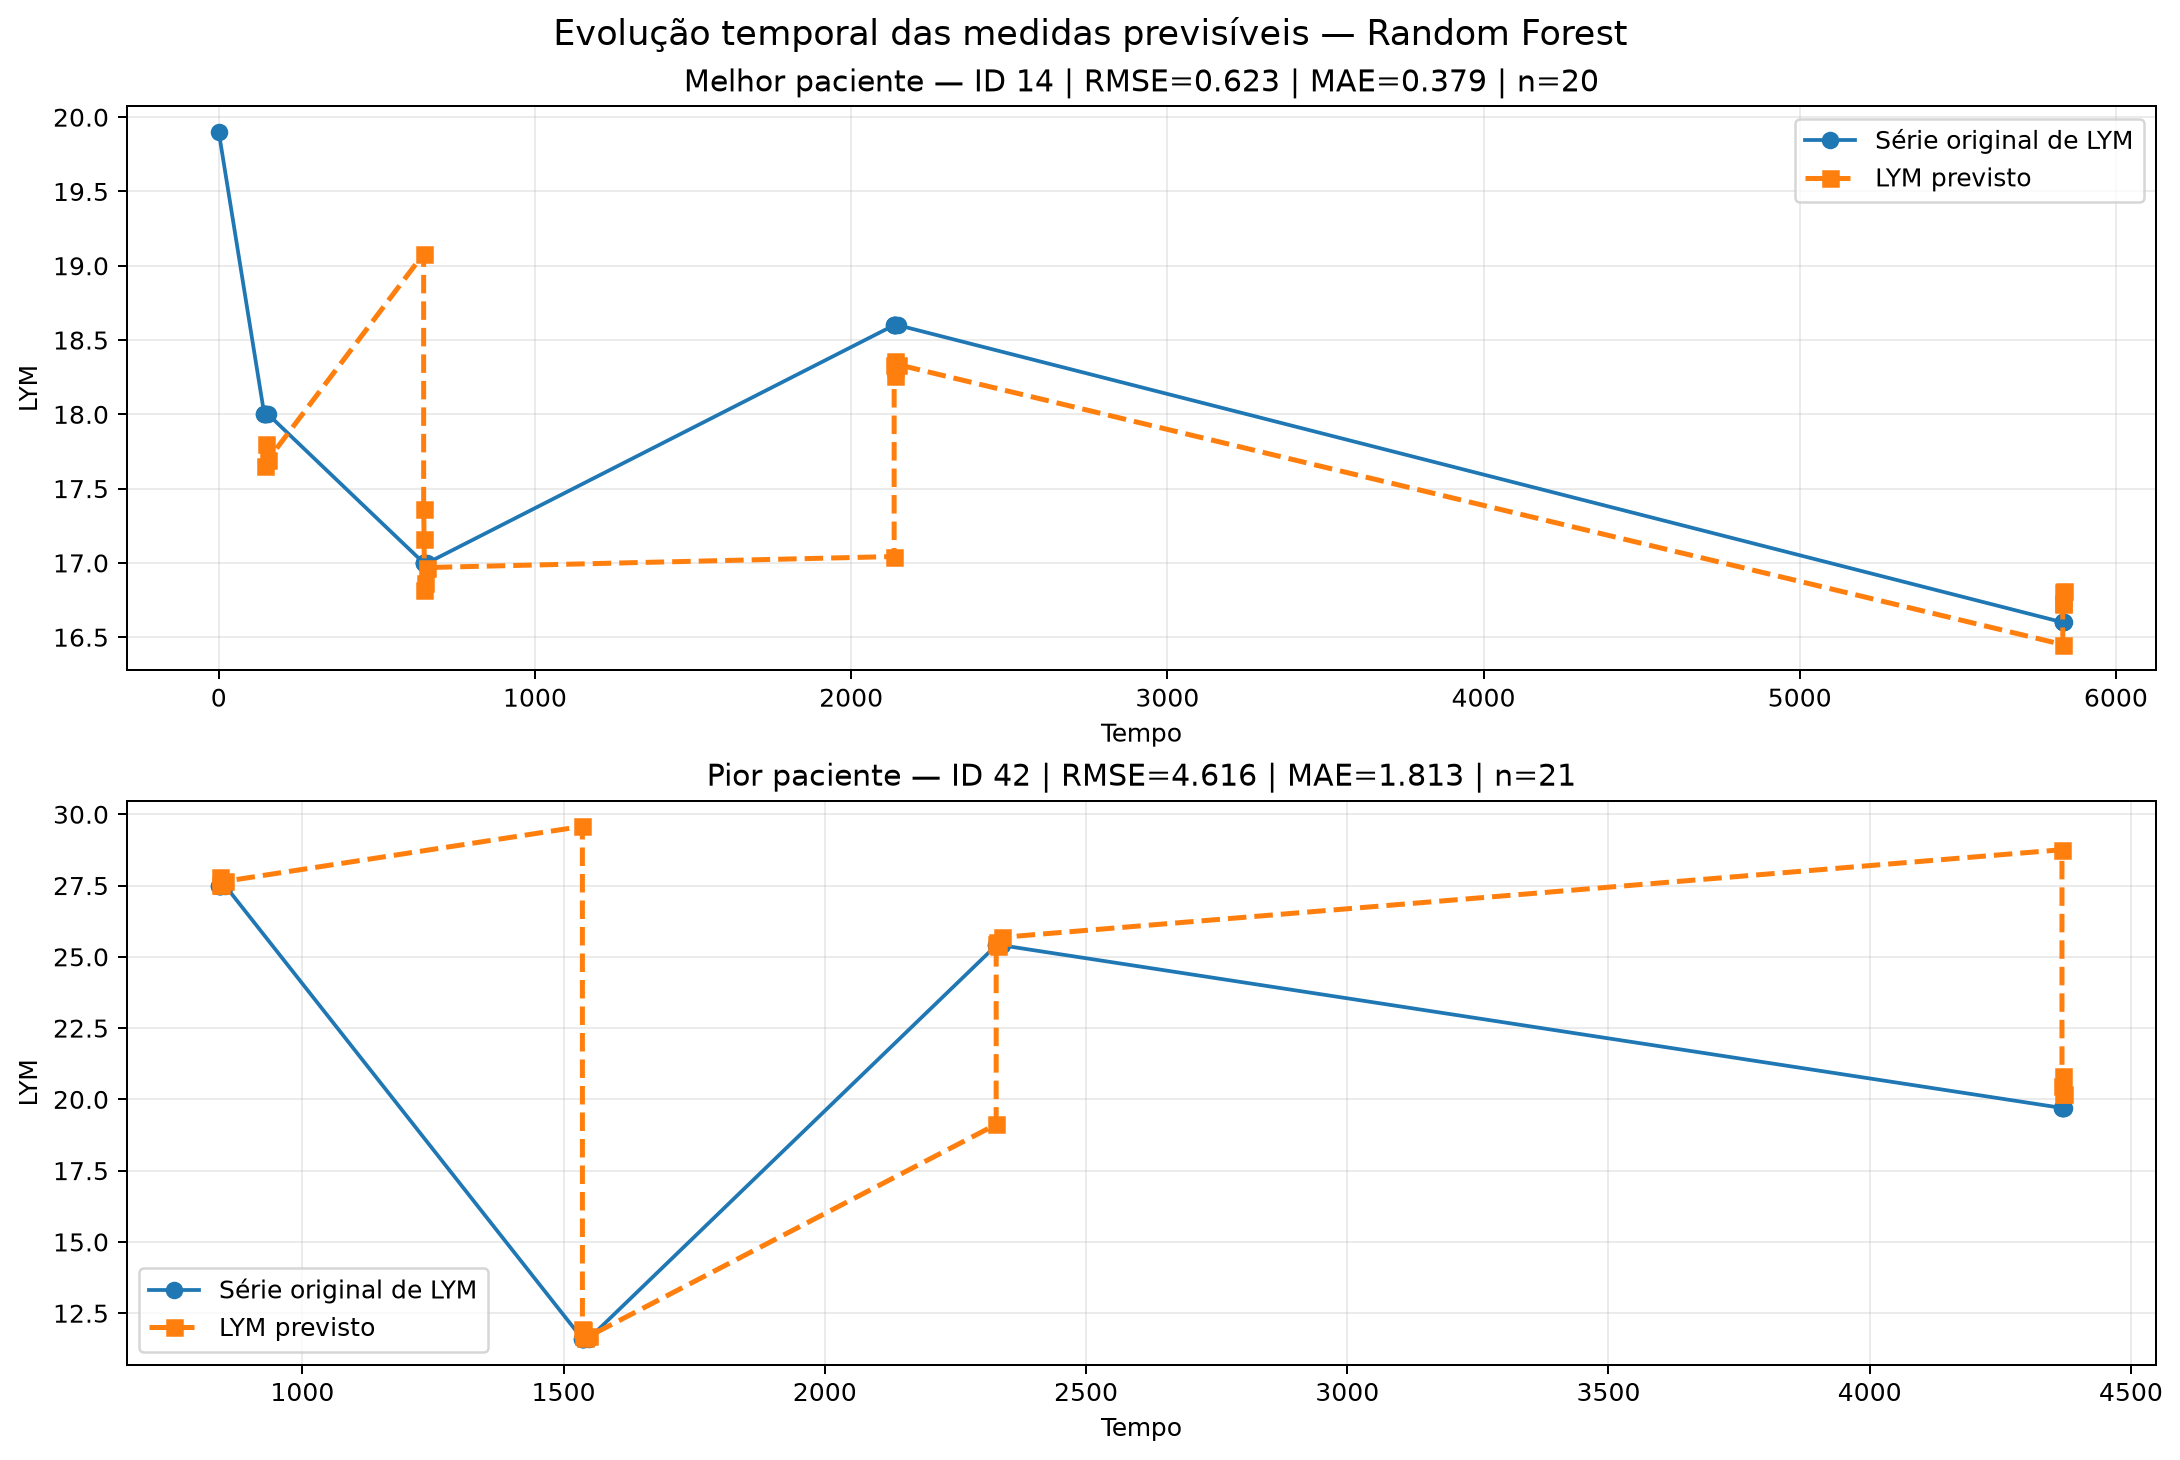 Evolução temporal das medidas previsíveis — Random Forest
Melhor paciente — ID 14 | RMSE=0.623 | MAE=0.379 | n=20
20.0
19.5
19.0
18.5
18.0
17.5
17.0
16.5
LYM
Série original de LYM
LYM previsto
0 1000 2000 3000 4000 5000 6000
Tempo
Pior paciente — ID 42 | RMSE=4.616 | MAE=1.813 | n=21
30.0
27.5
25.0
22.5
20.0
17.5
15.0
12.5
LYM
Série original de LYM
LYM previsto
1000 1500 2000 2500 3000 3500 4000 4500
Tempo